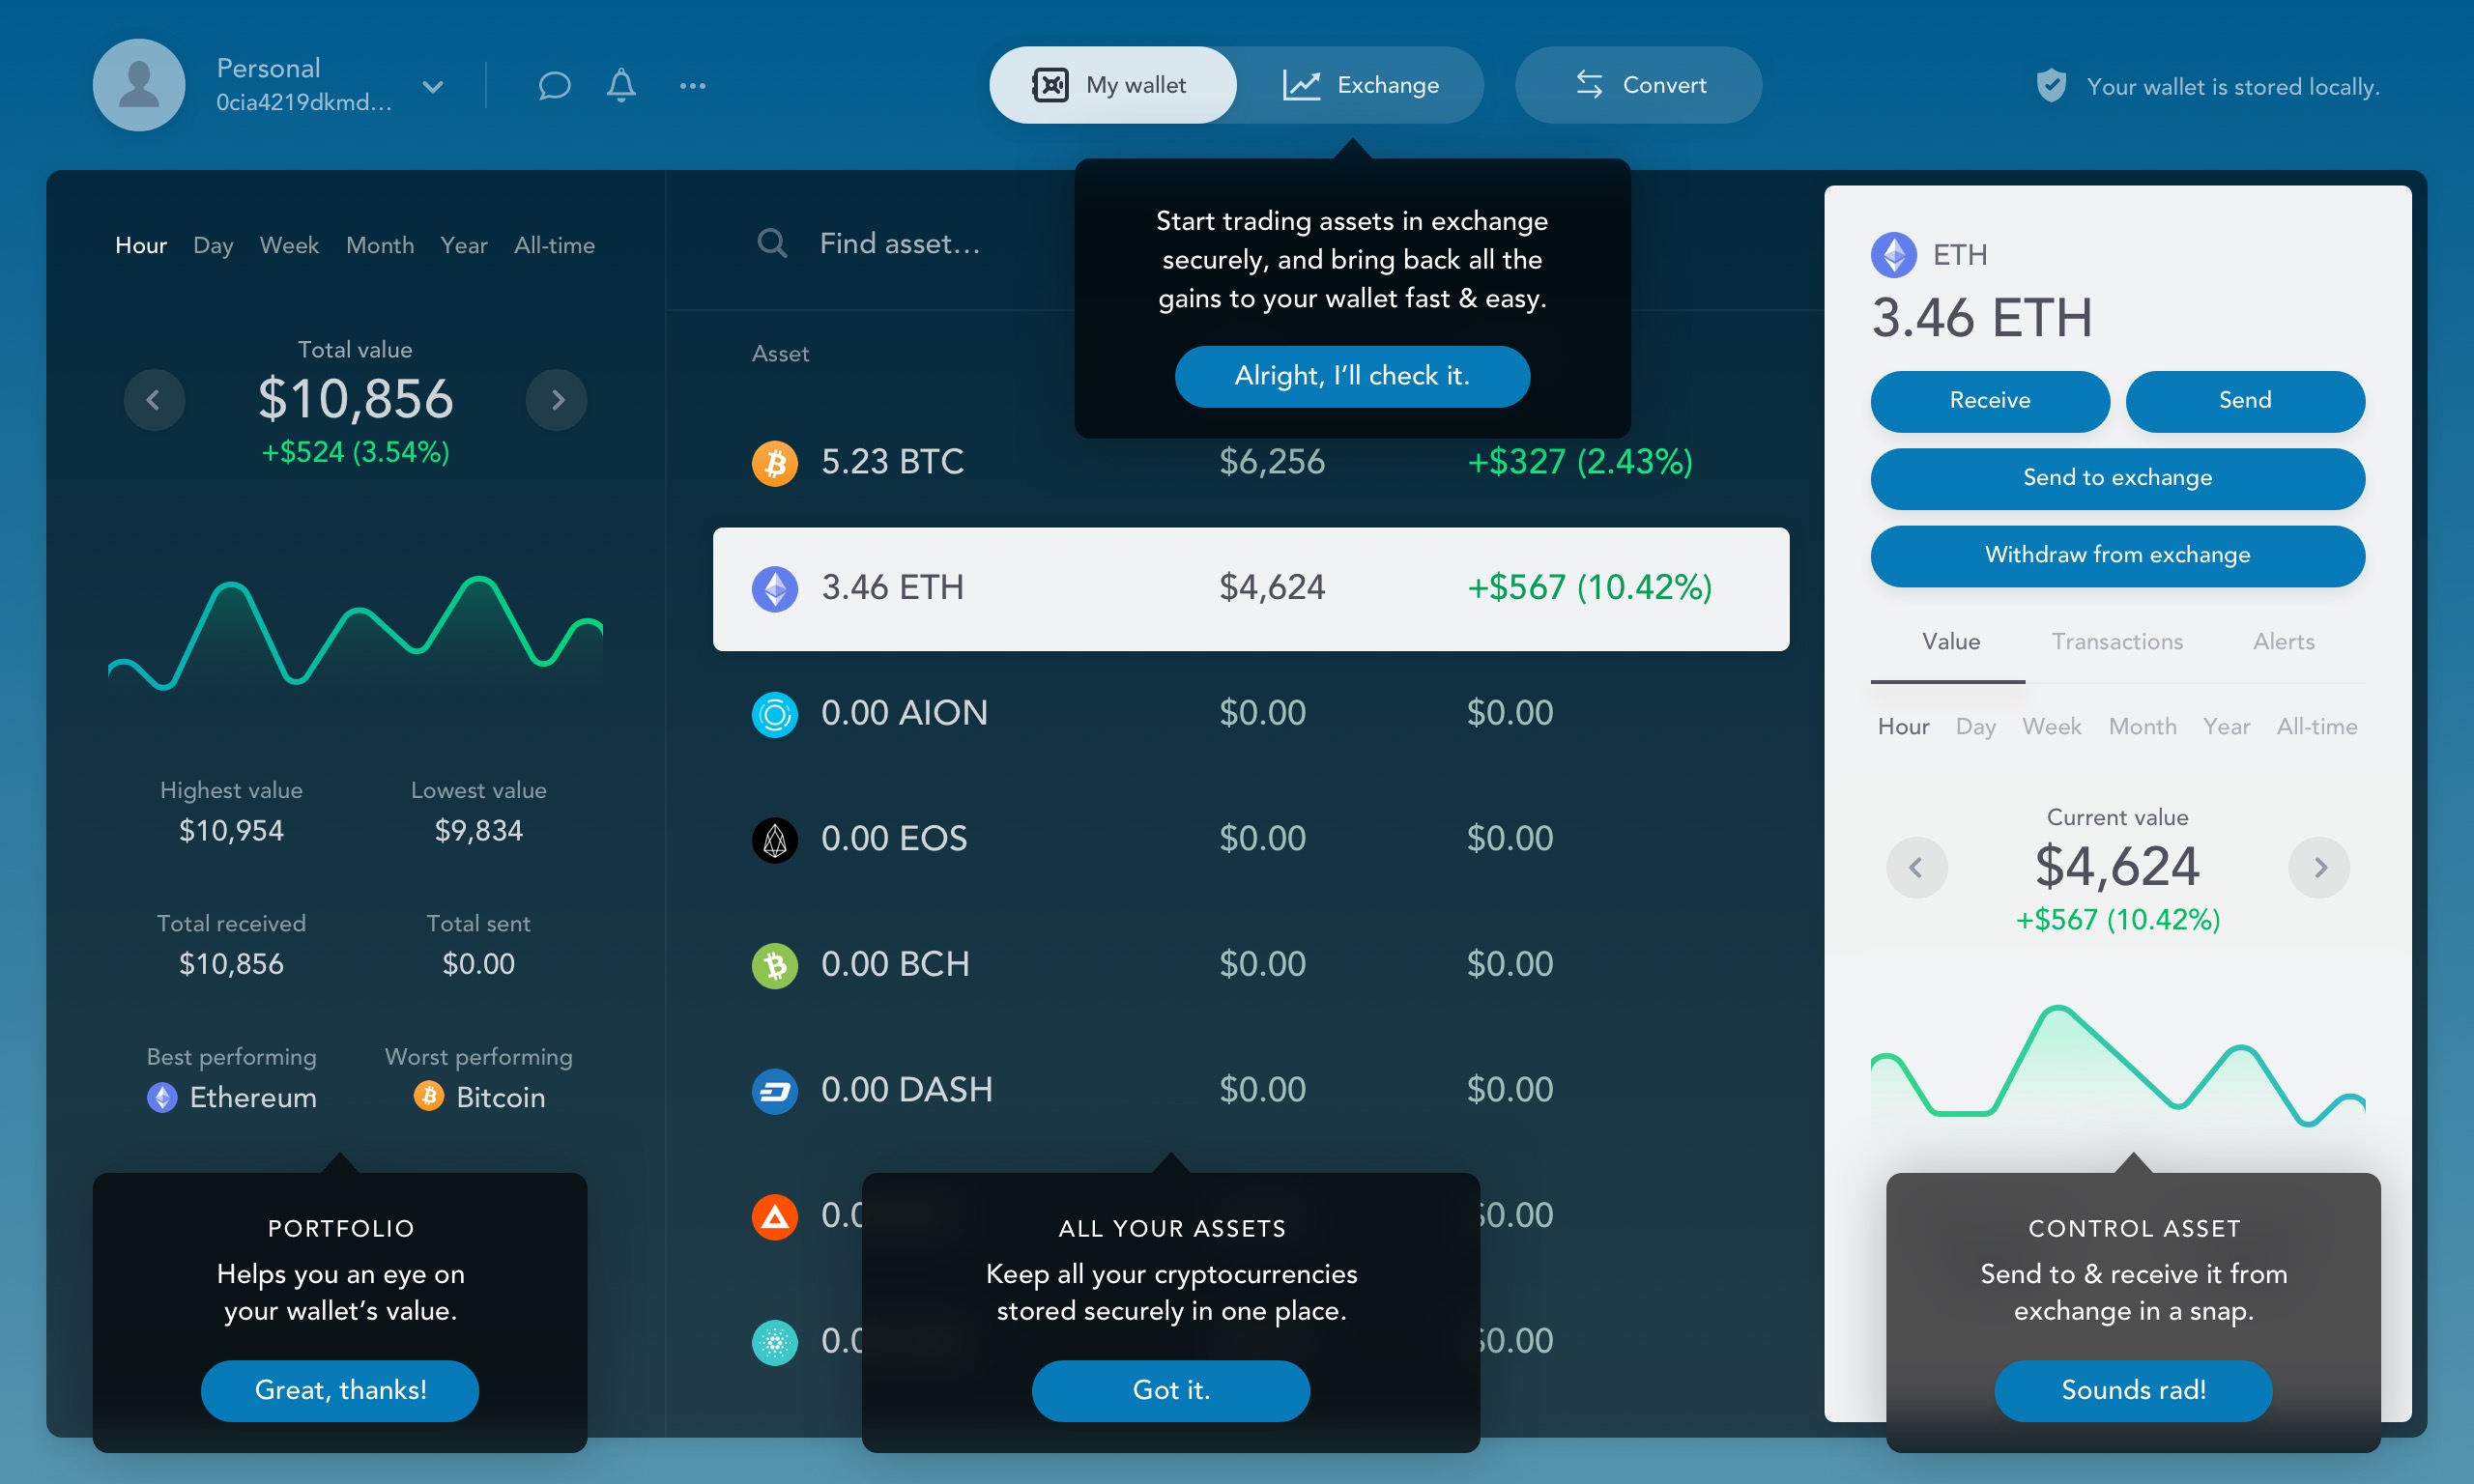 Personal
0cia4219dkmd...
My wallet
Exchange
Convert
Your wallet is stored locally.
Hour Day Week Month Year All-time
Total value
$10,856
+$524 (3.54%)
Highest value Lowest value
$10,954 $9,834
Total received Total sent
$10,856 $0.00
Best performing Worst performing
Ethereum Bitcoin
PORTFOLIO
Helps you an eye on
your wallet’s value.
Great, thanks!
Find asset...
Start trading assets in exchange
securely, and bring back all the
gains to your wallet fast & easy.
Alright, I’ll check it.
Asset
5.23 BTC $6,256 +$327 (2.43%)
3.46 ETH $4,624 +$567 (10.42%)
0.00 AION $0.00 $0.00
0.00 EOS $0.00 $0.00
0.00 BCH $0.00 $0.00
0.00 DASH $0.00 $0.00
$0.00
$0.00
ALL YOUR ASSETS
Keep all your cryptocurrencies
stored securely in one place.
Got it.
ETH
3.46 ETH
Receive Send
Send to exchange
Withdraw from exchange
Value Transactions Alerts
Hour Day Week Month Year All-time
Current value
$4,624
+$567 (10.42%)
CONTROL ASSET
Send to & receive it from
exchange in a snap.
Sounds rad!